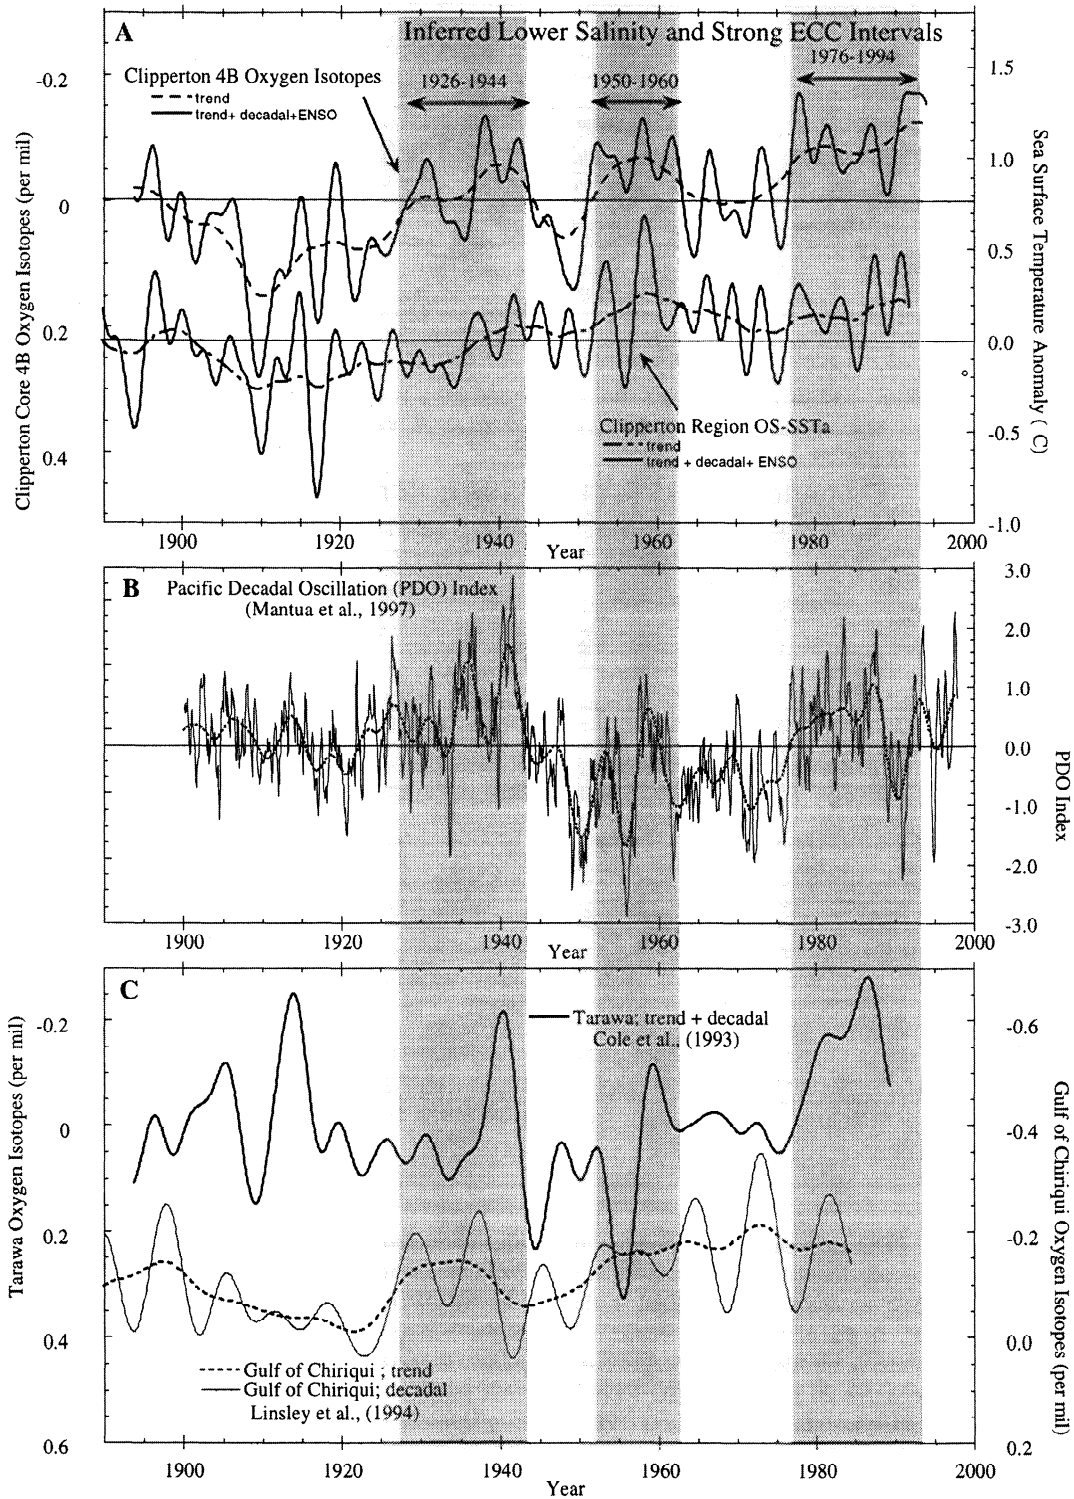 A
Inferred Lower Salinity and Strong ECC Intervals
Clipperton 4B Oxygen Isotopes
trend
trend+ decadal+ENSO
1926-1944
1950-1960
1976-1994
-0.2
0
0.2
0.4
Clipperton Core 4B Oxygen Isotopes (per mil)
1.5
1.0
0.5
0.0
-0.5
-1.0
Sea Surface Temperature Anomaly (°C)
Clipperton Region OS-SSTa
trend
trend + decadal+ ENSO
1900
1920
1940
1960
1980
2000
Year
B
Pacific Decadal Oscillation (PDO) Index
(Mantua et al., 1997)
3.0
2.0
1.0
0.0
-1.0
-2.0
-3.0
PDO Index
1900
1920
1940
1960
1980
2000
Year
C
Tarawa; trend + decadal
Cole et al., (1993)
-0.2
0
0.2
0.4
0.6
Tarawa Oxygen Isotopes (per mil)
-0.6
-0.4
-0.2
0.0
0.2
Gulf of Chiriqui Oxygen Isotopes (per mil)
Gulf of Chiriqui ; trend
Gulf of Chiriqui; decadal
Linsley et al., (1994)
1900
1920
1940
1960
1980
2000
Year